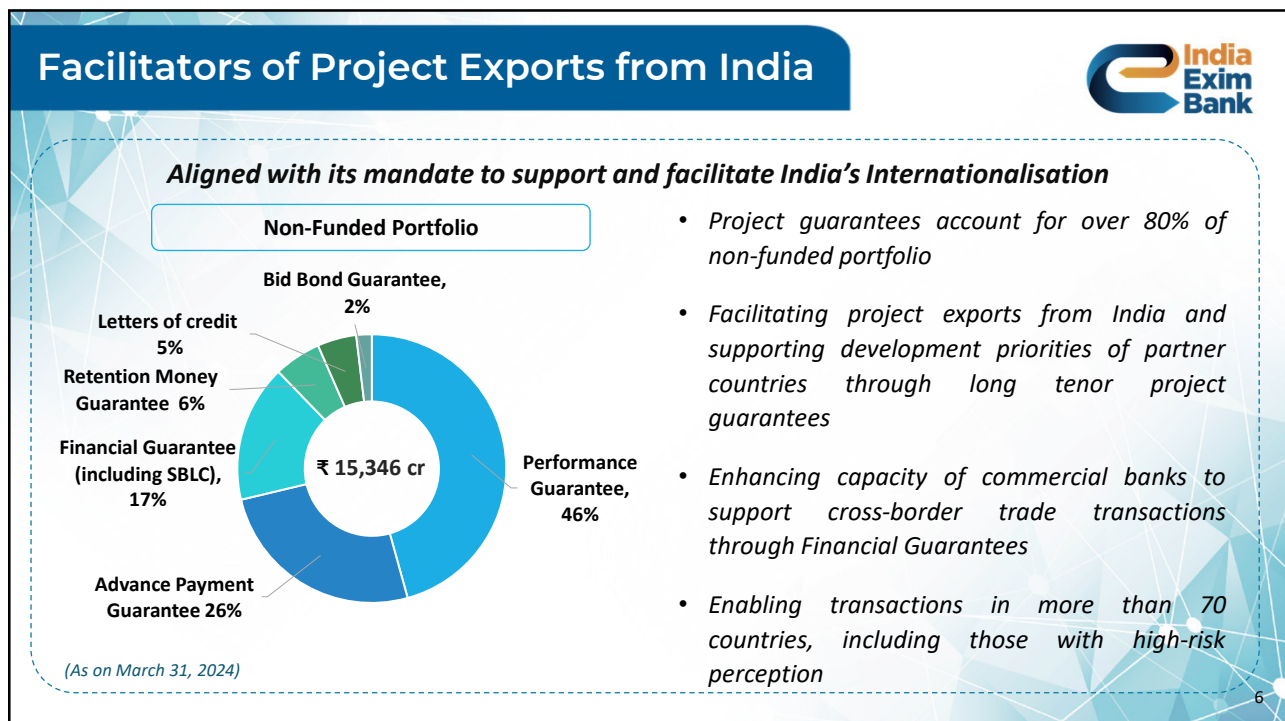 Facilitators of Project Exports from India
India
Exim
Bank
Aligned with its mandate to support and facilitate India’s Internationalisation
Non-Funded Portfolio
Bid Bond Guarantee,
2%
Letters of credit
5%
Retention Money
Guarantee 6%
Financial Guarantee
(including SBLC),
17%
₹ 15,346 cr
Performance
Guarantee,
46%
Advance Payment
Guarantee 26%
(As on March 31, 2024)
• Project guarantees account for over 80% of
non-funded portfolio
• Facilitating project exports from India and
supporting development priorities of partner
countries through long tenor project
guarantees
• Enhancing capacity of commercial banks to
support cross-border trade transactions
through Financial Guarantees
• Enabling transactions in more than 70
countries, including those with high-risk
perception
6